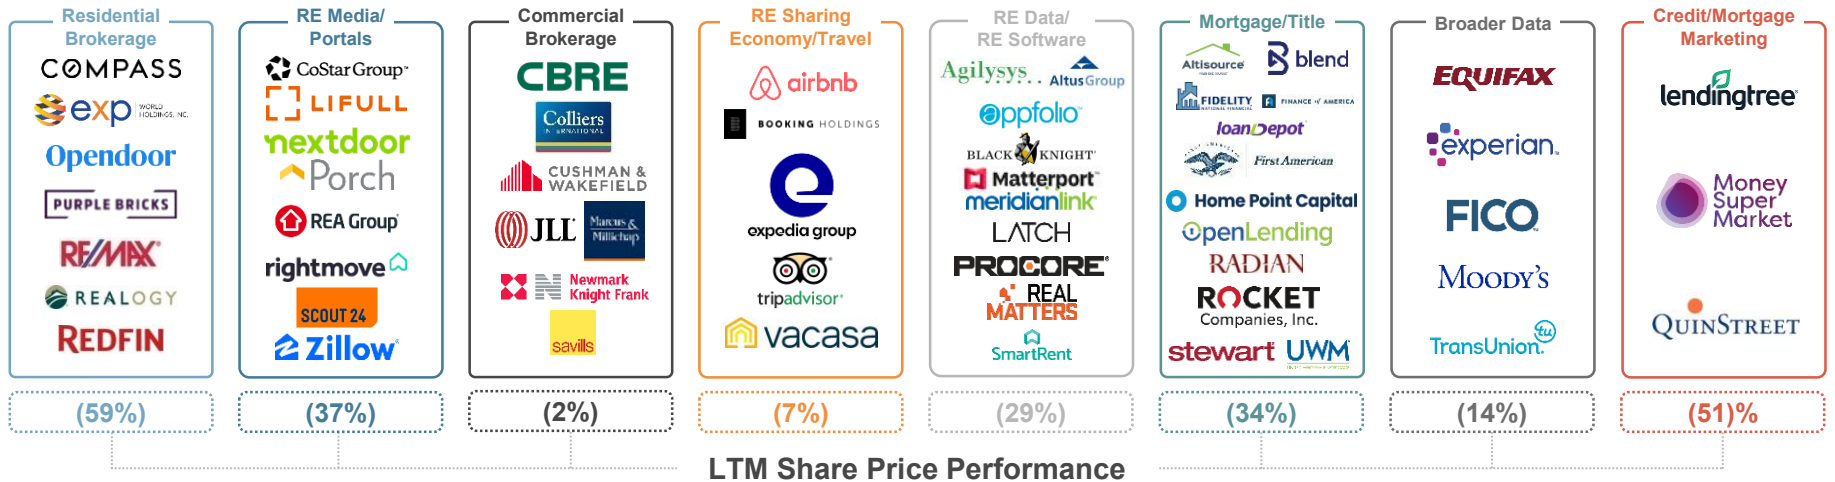 Residential
Brokerage
COMPASS
exp WORLD HOLDINGS, INC.
Opendoor
PURPLE BRICKS
RE/MAX
REALOGY
REDFIN
(59%)
RE Media/
Portals
CoStar Group™
LIFULL
nextdoor
Porch
REA Group
rightmove
SCOUT 24
Zillow
(37%)
Commercial
Brokerage
CBRE
Colliers
INTERNATIONAL
CUSHMAN &
WAKEFIELD
JLL
Marcus &
Millichap
Newmark
Knight Frank
savills
(2%)
RE Sharing
Economy/Travel
airbnb
BOOKING HOLDINGS
expedia group
tripadvisor
vacasa
(7%)
RE Data/
RE Software
Agilysys
AltusGroup
appfolio
BLACK KNIGHT
Matterport™
meridianlink
LATCH
PROCORE
REAL
MATTERS
SmartRent
(29%)
Mortgage/Title
Altisource
blend
FIDELITY
NATIONAL FINANCIAL
FINANCE OF AMERICA
loanDepot
First American
Home Point Capital
OpenLending
RADIAN
ROCKET
Companies, Inc.
stewart
UWM
(34%)
Broader Data
EQUIFAX
experian
FICO
MOODY'S
TransUnion
tu
(14%)
Credit/Mortgage
Marketing
lendingtree
Money
Super
Market
QUINSTREET
(51)%
LTM Share Price Performance